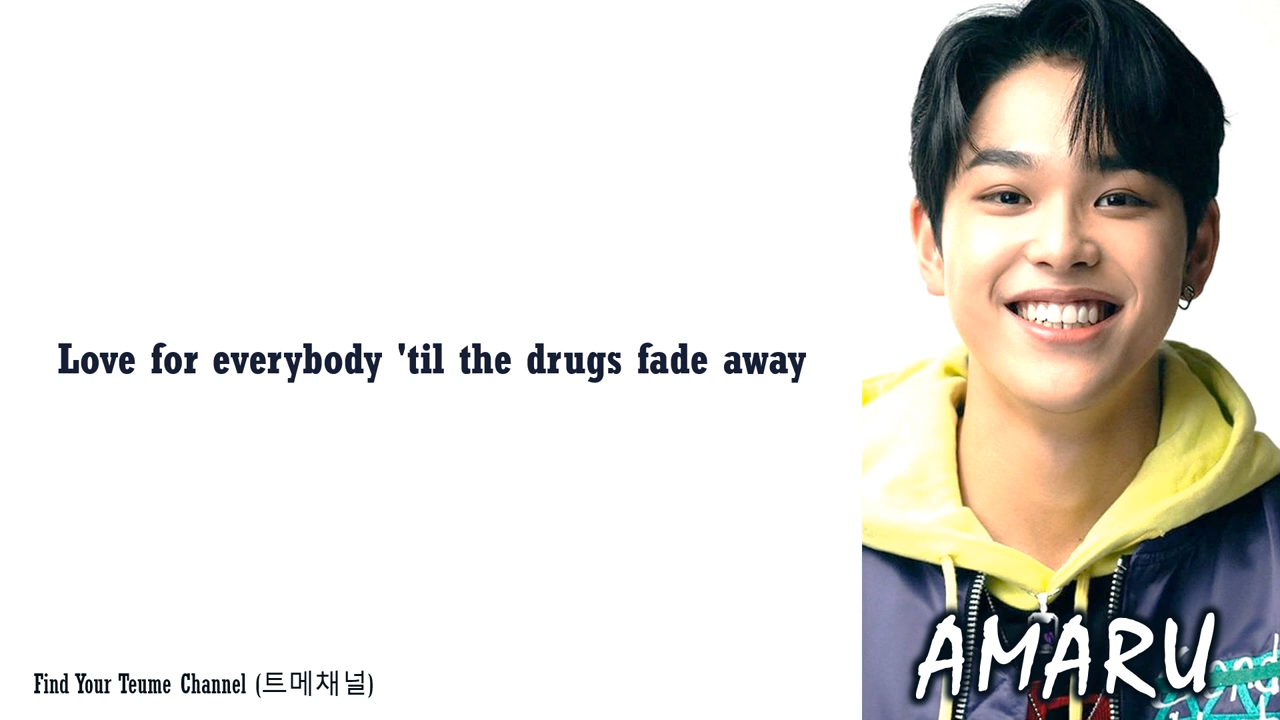 Love for everybody 'til the drugs fade away
AMARU
Find Your Teume Channel (트메채널)